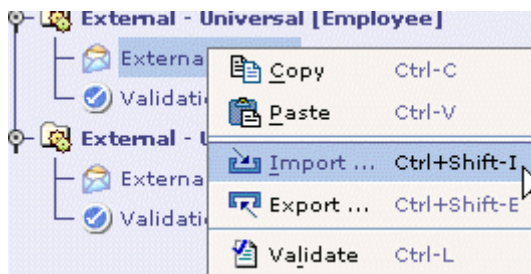 External - Universal [Employee]
Externa
Copy Ctrl-C
Validati
Paste Ctrl-V
External - U
Import ... Ctrl+Shift-I
Externa
Export ... Ctrl+Shift-E
Validati
Validate Ctrl-L